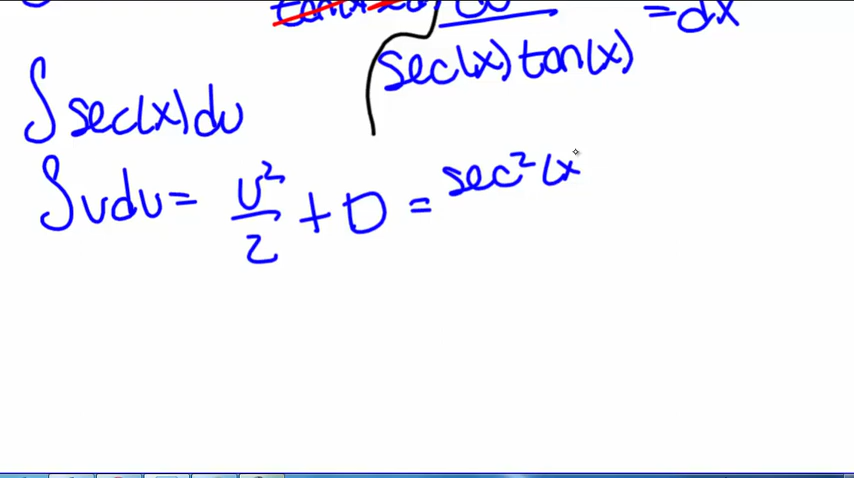 = dx
sec(x) tan(x)
∫ sec(x) du
∫ u du = u²/2 + D = sec²(x